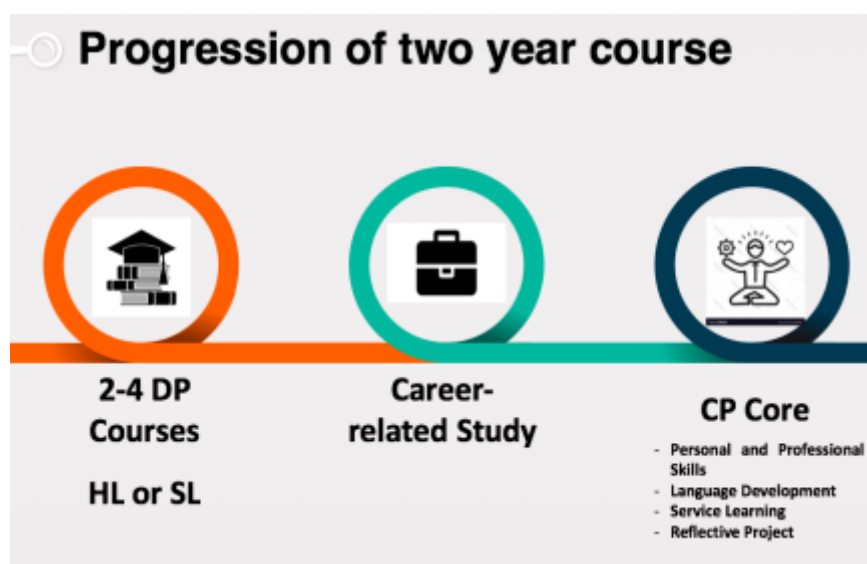 Progression of two year course
2-4 DP
Courses
HL or SL
Career-
related Study
CP Core
- Personal and Professional
Skills
- Language Development
- Service Learning
- Reflective Project